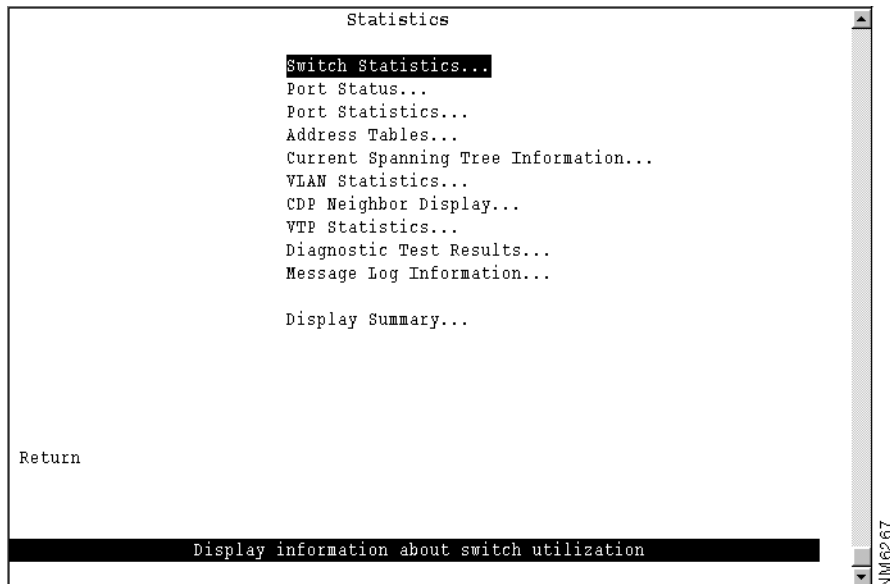 Statistics
Switch Statistics...
Port Status...
Port Statistics...
Address Tables...
Current Spanning Tree Information...
VLAN Statistics...
CDP Neighbor Display...
VTP Statistics...
Diagnostic Test Results...
Message Log Information...
Display Summary...
Return
Display information about switch utilization
NM6267